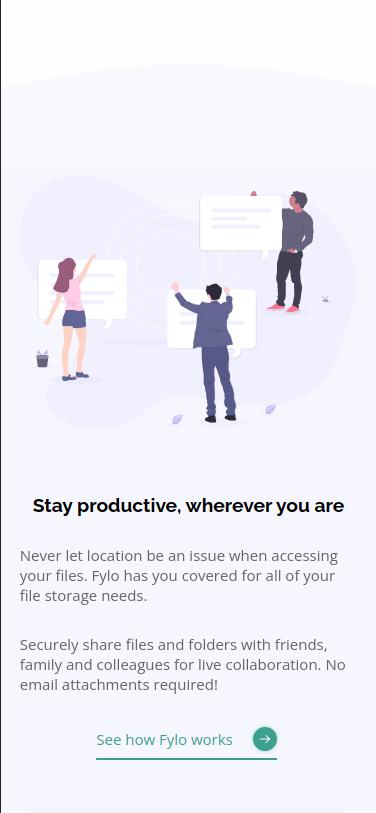 Stay productive, wherever you are
Never let location be an issue when accessing
your files. Fylo has you covered for all of your
file storage needs.
Securely share files and folders with friends,
family and colleagues for live collaboration. No
email attachments required!
See how Fylo works